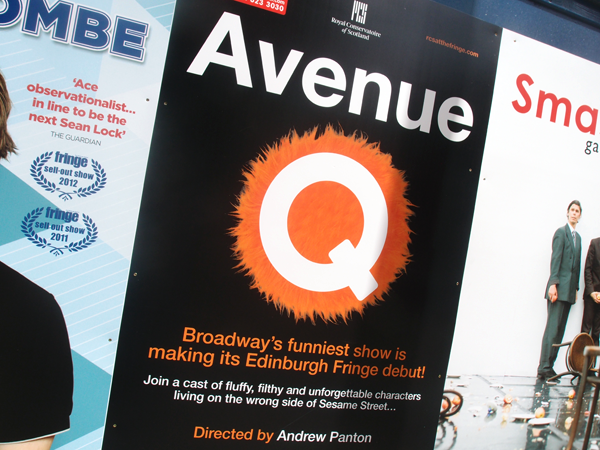 OMBE
'Ace
observationalist...
in line to be the
next Sean Lock'
THE GUARDIAN
fringe
sell-out show
2012
fringe
sell out show
2011
623 3030
Royal Conservatoire
of Scotland
rcsatthefringe.com
Avenue
Q
Broadway's funniest show is
making its Edinburgh Fringe debut!
Join a cast of fluffy, filthy and unforgettable characters
living on the wrong side of Sesame Street...
Directed by Andrew Panton
Sma
ga